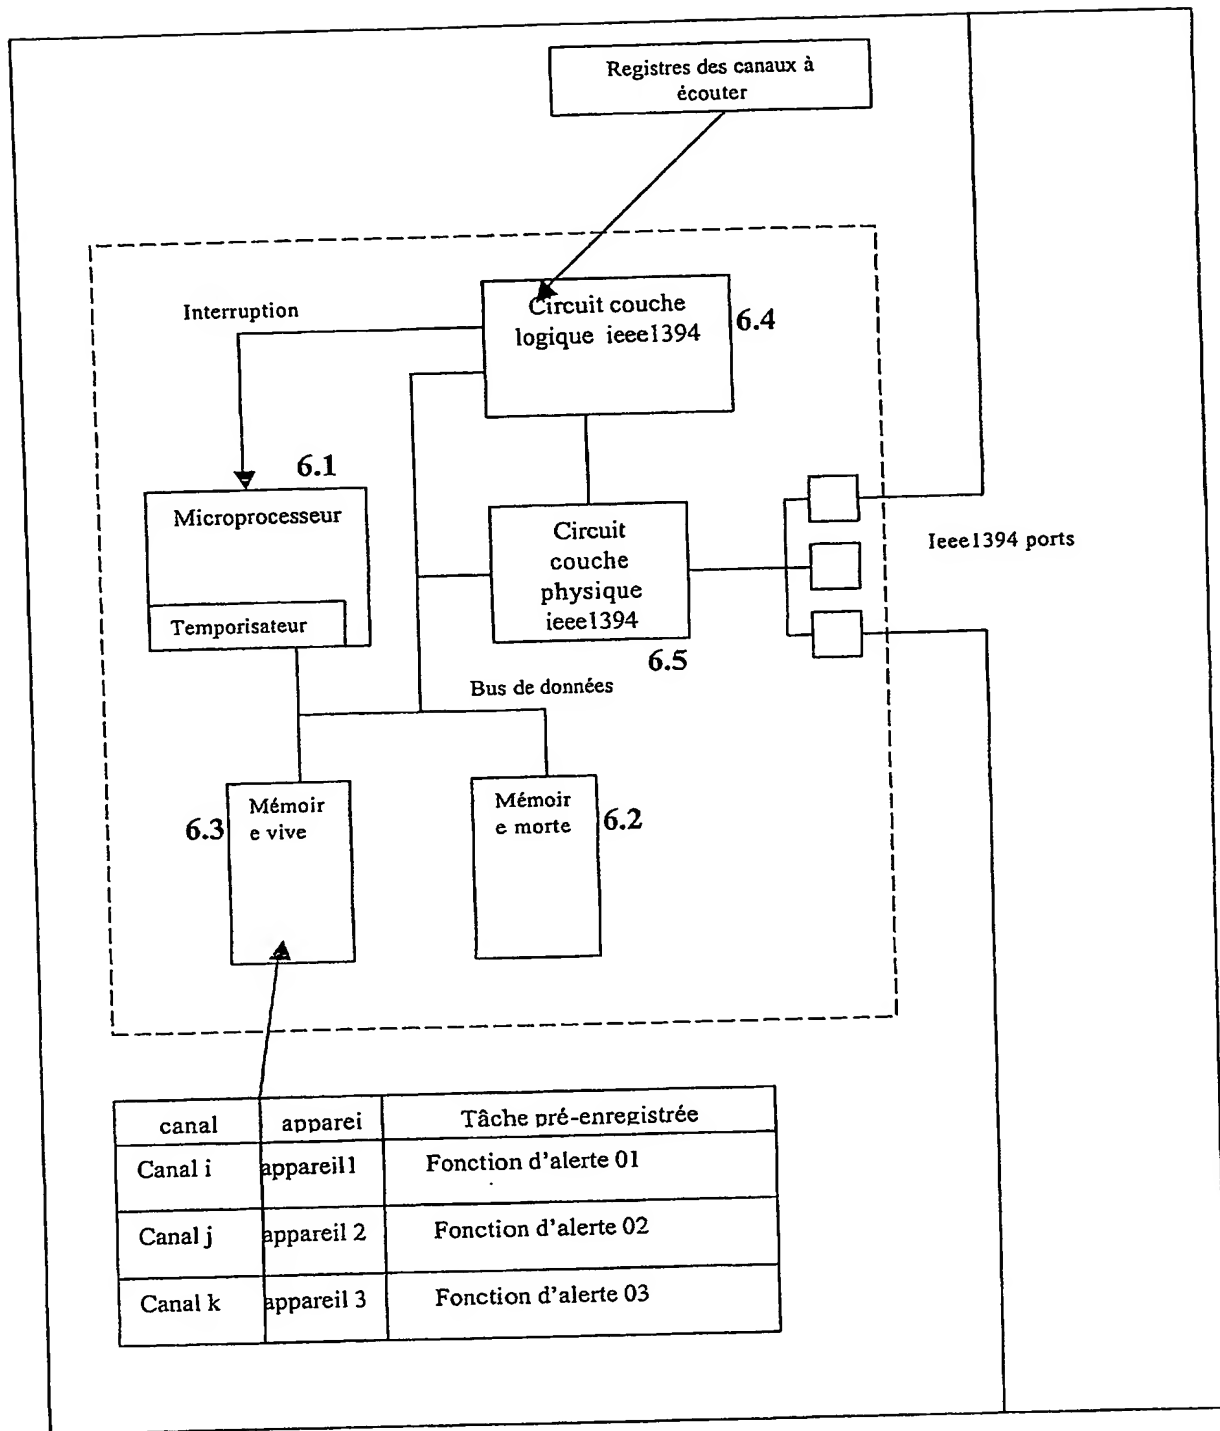 Registres des canaux à
écouter
Interruption
Circuit couche
logique ieee1394
6.4
6.1
Microprocesseur
Temporisateur
Circuit
couche
physique
ieee1394
6.5
Ieee1394 ports
Bus de données
6.3
Mémoir
e vive
Mémoir
e morte
6.2
canal apparei Tâche pré-enregistrée
Canal i appareil1 Fonction d'alerte 01
Canal j appareil 2 Fonction d'alerte 02
Canal k appareil 3 Fonction d'alerte 03